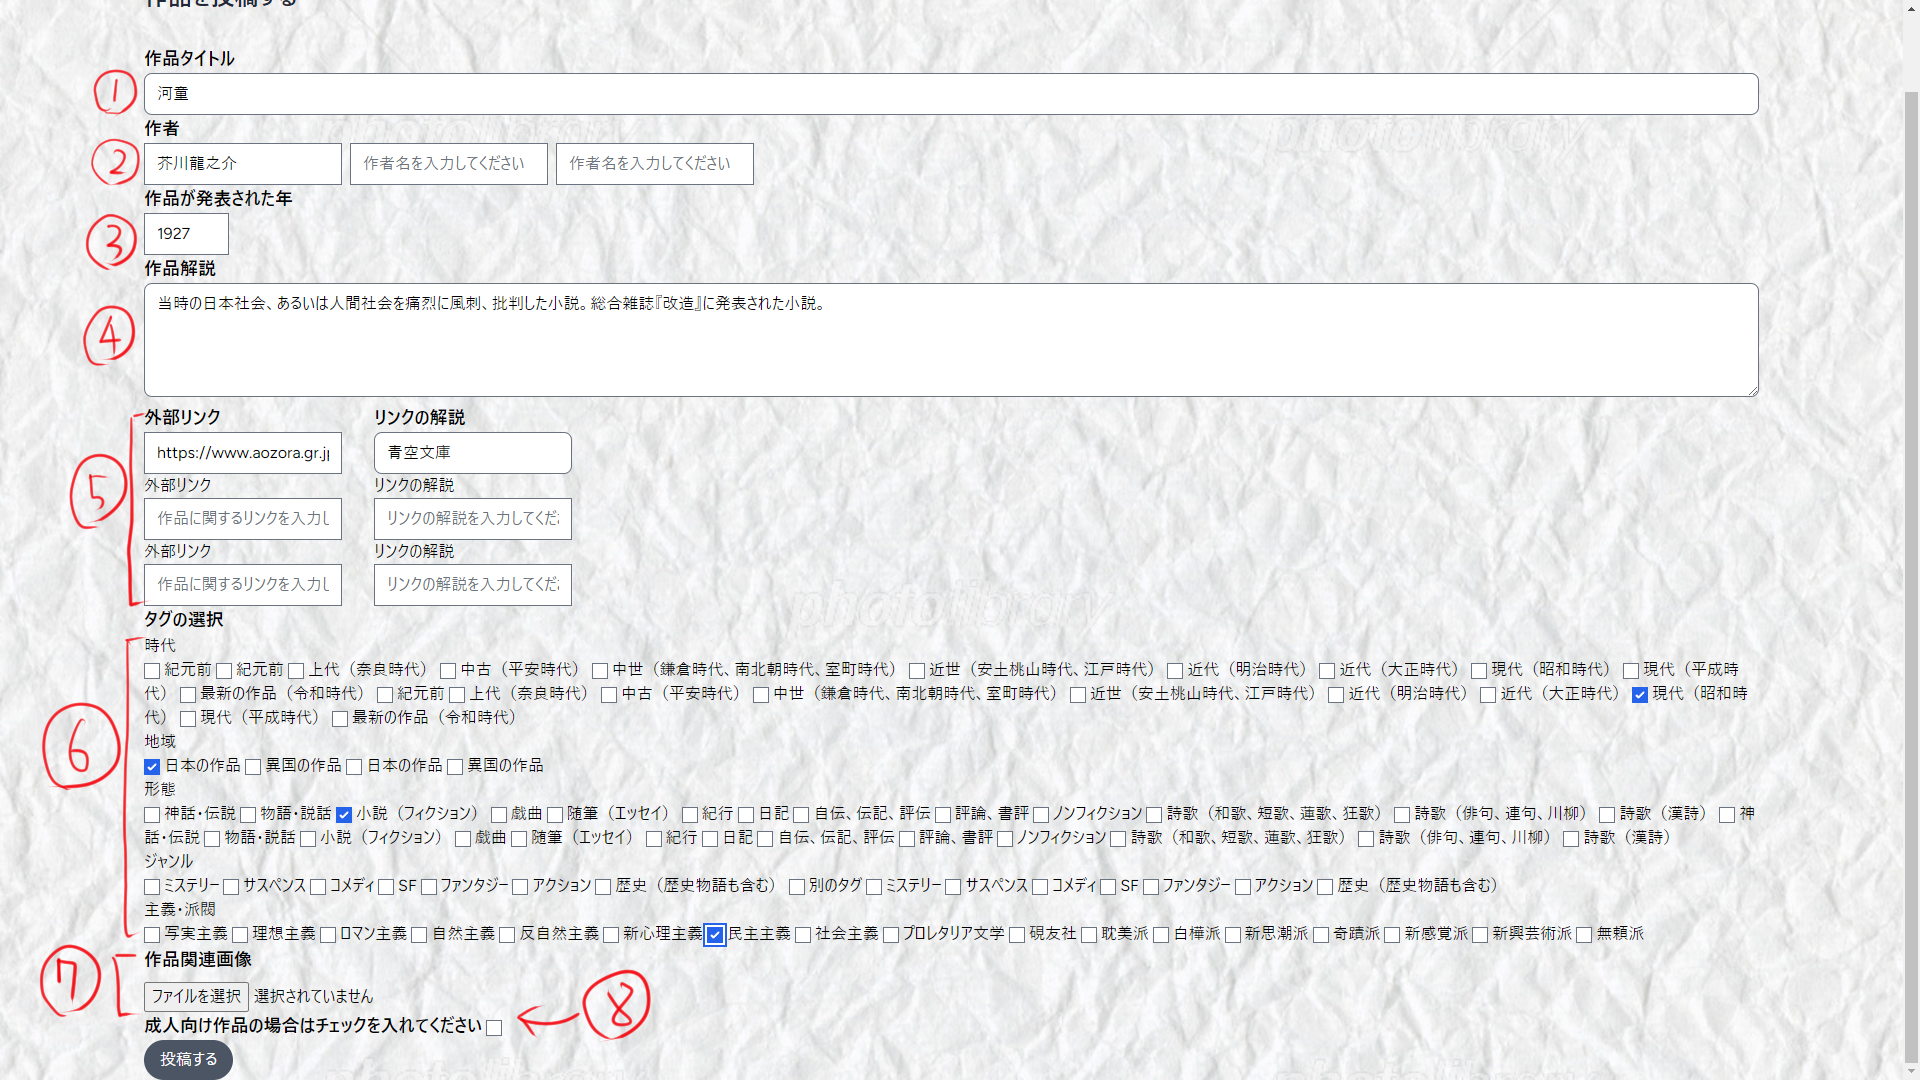 作品を投稿する
作品タイトル
① 河童
作者
② 芥川龍之介 作者名を入力してください 作者名を入力してください
作品が発表された年
③ 1927
作品解説
④ 当時の日本社会、あるいは人間社会を痛烈に風刺、批判した小説。総合雑誌『改造』に発表された小説。
外部リンク リンクの解説
https://www.aozora.gr.jp 青空文庫
⑤ 外部リンク リンクの解説
作品に関するリンクを入力し リンクの解説を入力してくだ
外部リンク リンクの解説
作品に関するリンクを入力し リンクの解説を入力してくだ
タグの選択
時代
紀元前 紀元前 上代（奈良時代） 中古（平安時代） 中世（鎌倉時代、南北朝時代、室町時代） 近世（安土桃山時代、江戸時代） 近代（明治時代） 近代（大正時代） 現代（昭和時代） 現代（平成時
代） 最新の作品（令和時代） 紀元前 上代（奈良時代） 中古（平安時代） 中世（鎌倉時代、南北朝時代、室町時代） 近世（安土桃山時代、江戸時代） 近代（明治時代） 近代（大正時代） 現代（昭和時
代） 現代（平成時代） 最新の作品（令和時代）
⑥ 地域
日本の作品 異国の作品 日本の作品 異国の作品
形態
神話・伝説 物語・説話 小説（フィクション） 戯曲 随筆（エッセイ） 紀行 日記 自伝、伝記、評伝 評論、書評 ノンフィクション 詩歌（和歌、短歌、蓮歌、狂歌） 詩歌（俳句、連句、川柳） 詩歌（漢詩） 神
話・伝説 物語・説話 小説（フィクション） 戯曲 随筆（エッセイ） 紀行 日記 自伝、伝記、評伝 評論、書評 ノンフィクション 詩歌（和歌、短歌、蓮歌、狂歌） 詩歌（俳句、連句、川柳） 詩歌（漢詩）
ジャンル
ミステリー サスペンス コメディ SF ファンタジー アクション 歴史（歴史物語も含む） 別のタグ ミステリー サスペンス コメディ SF ファンタジー アクション 歴史（歴史物語も含む）
主義・派閥
写実主義 理想主義 ロマン主義 自然主義 反自然主義 新心理主義 民主主義 社会主義 プロレタリア文学 硯友社 耽美派 白樺派 新思潮派 奇蹟派 新感覚派 新興芸術派 無頼派
作品関連画像
⑦ ファイルを選択 選択されていません
成人向け作品の場合はチェックを入れてください ⑧
投稿する
photolibrary